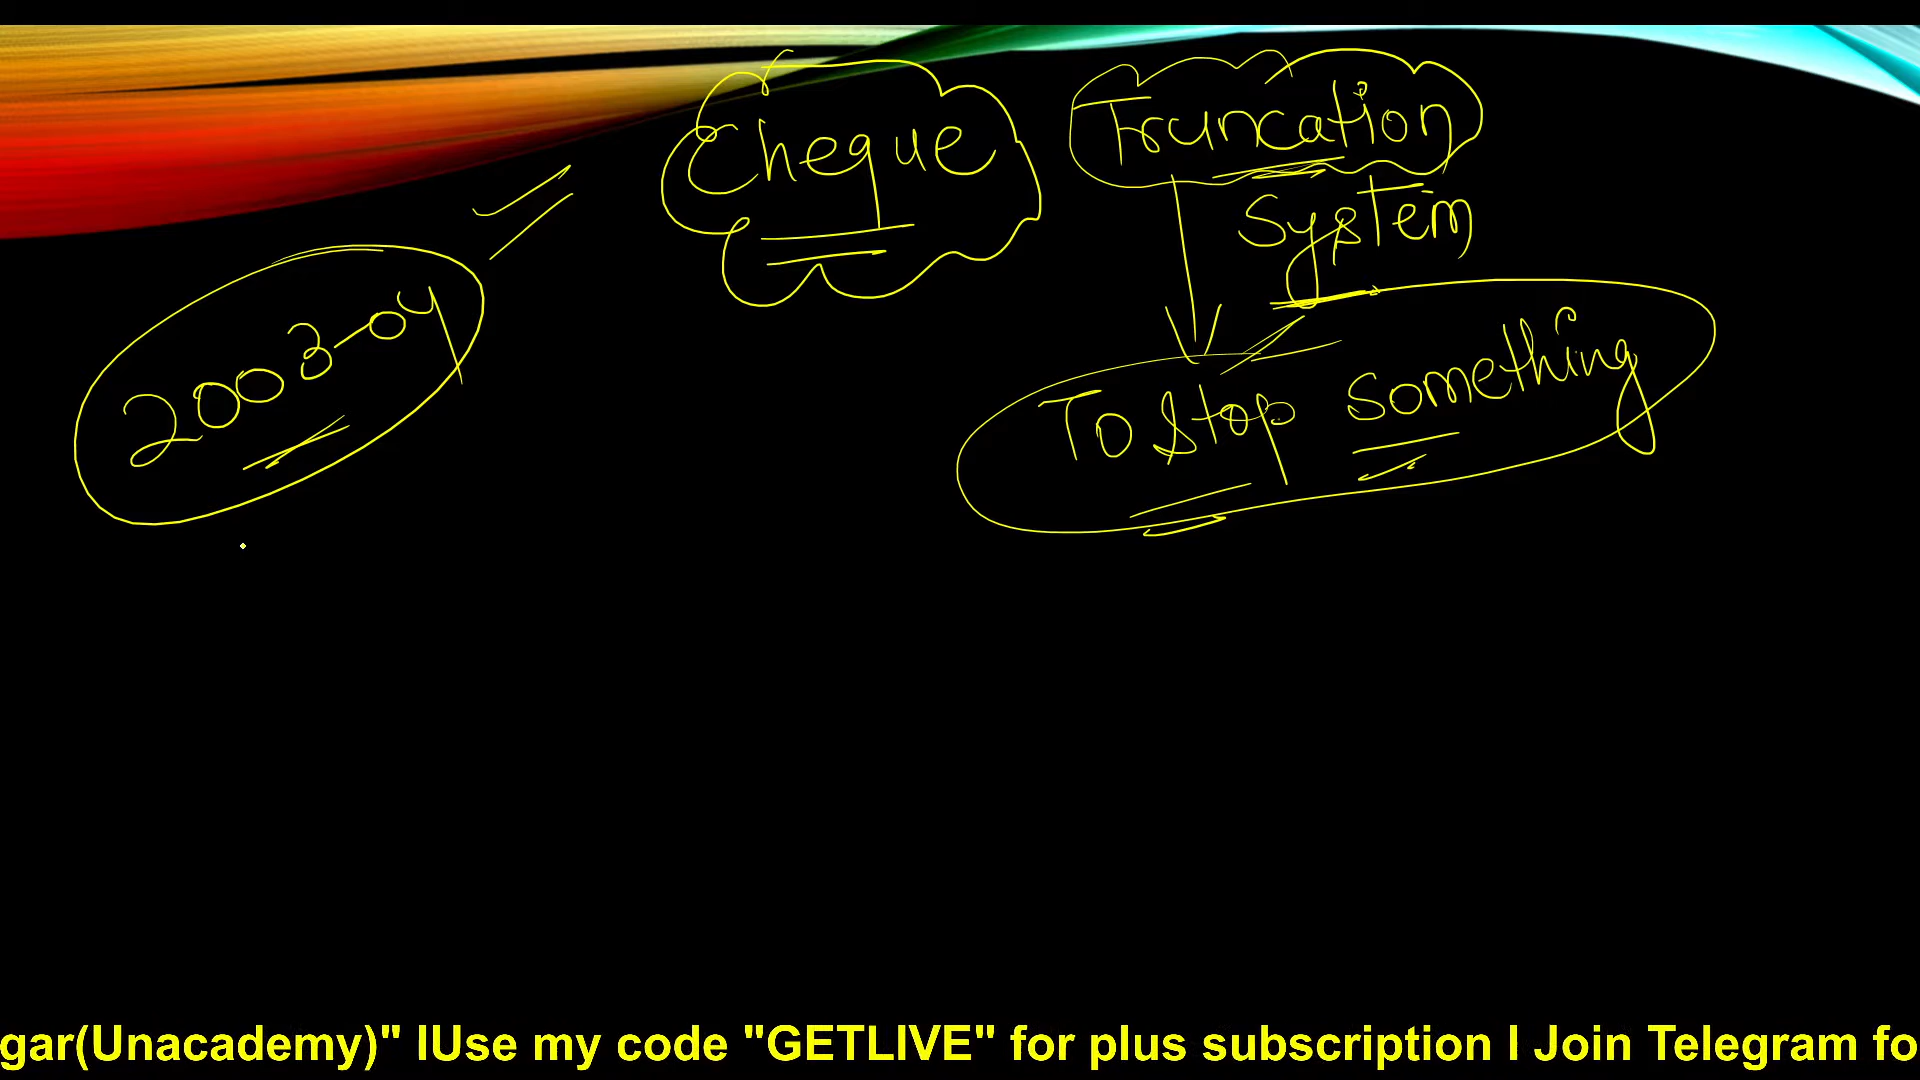 Cheque Truncation
System
2003-04
To Stop Something
gar(Unacademy)" IUse my code "GETLIVE" for plus subscription I Join Telegram fo